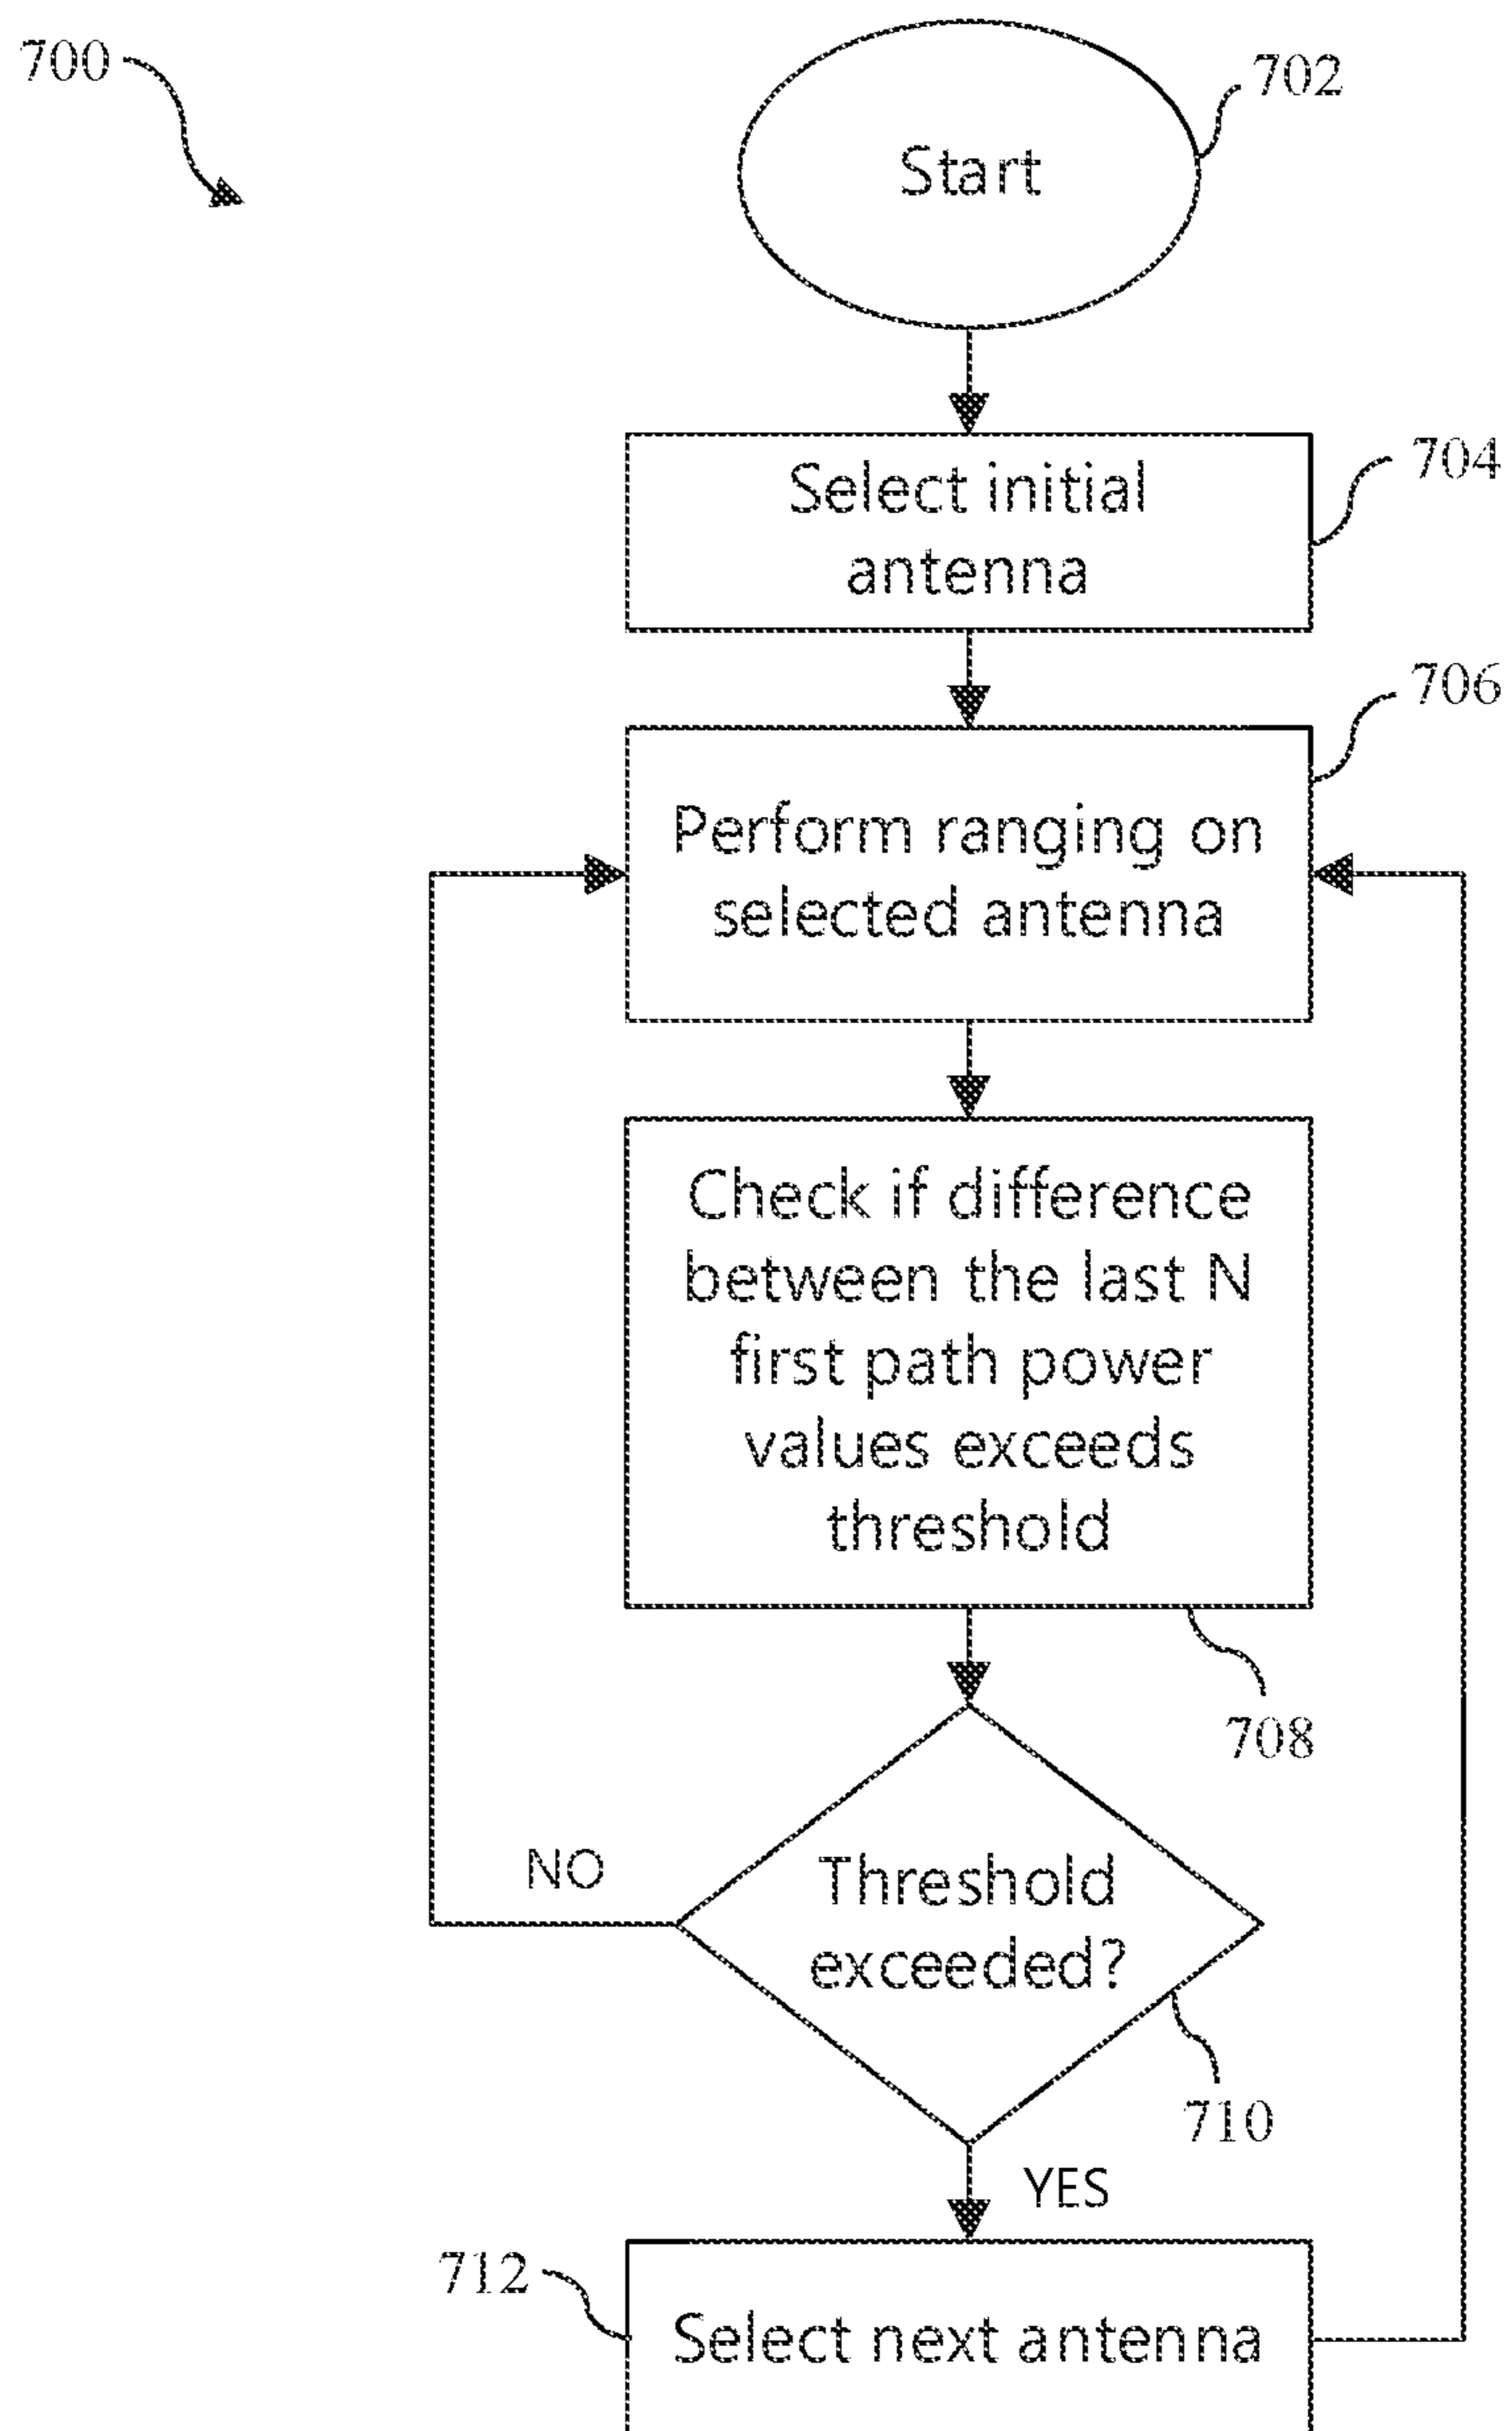 700
702
Start
Select initial
antenna
704
706
Perform ranging on
selected antenna
Check if difference
between the last N
first path power
values exceeds
threshold
708
NO
Threshold
exceeded?
710
YES
712
Select next antenna